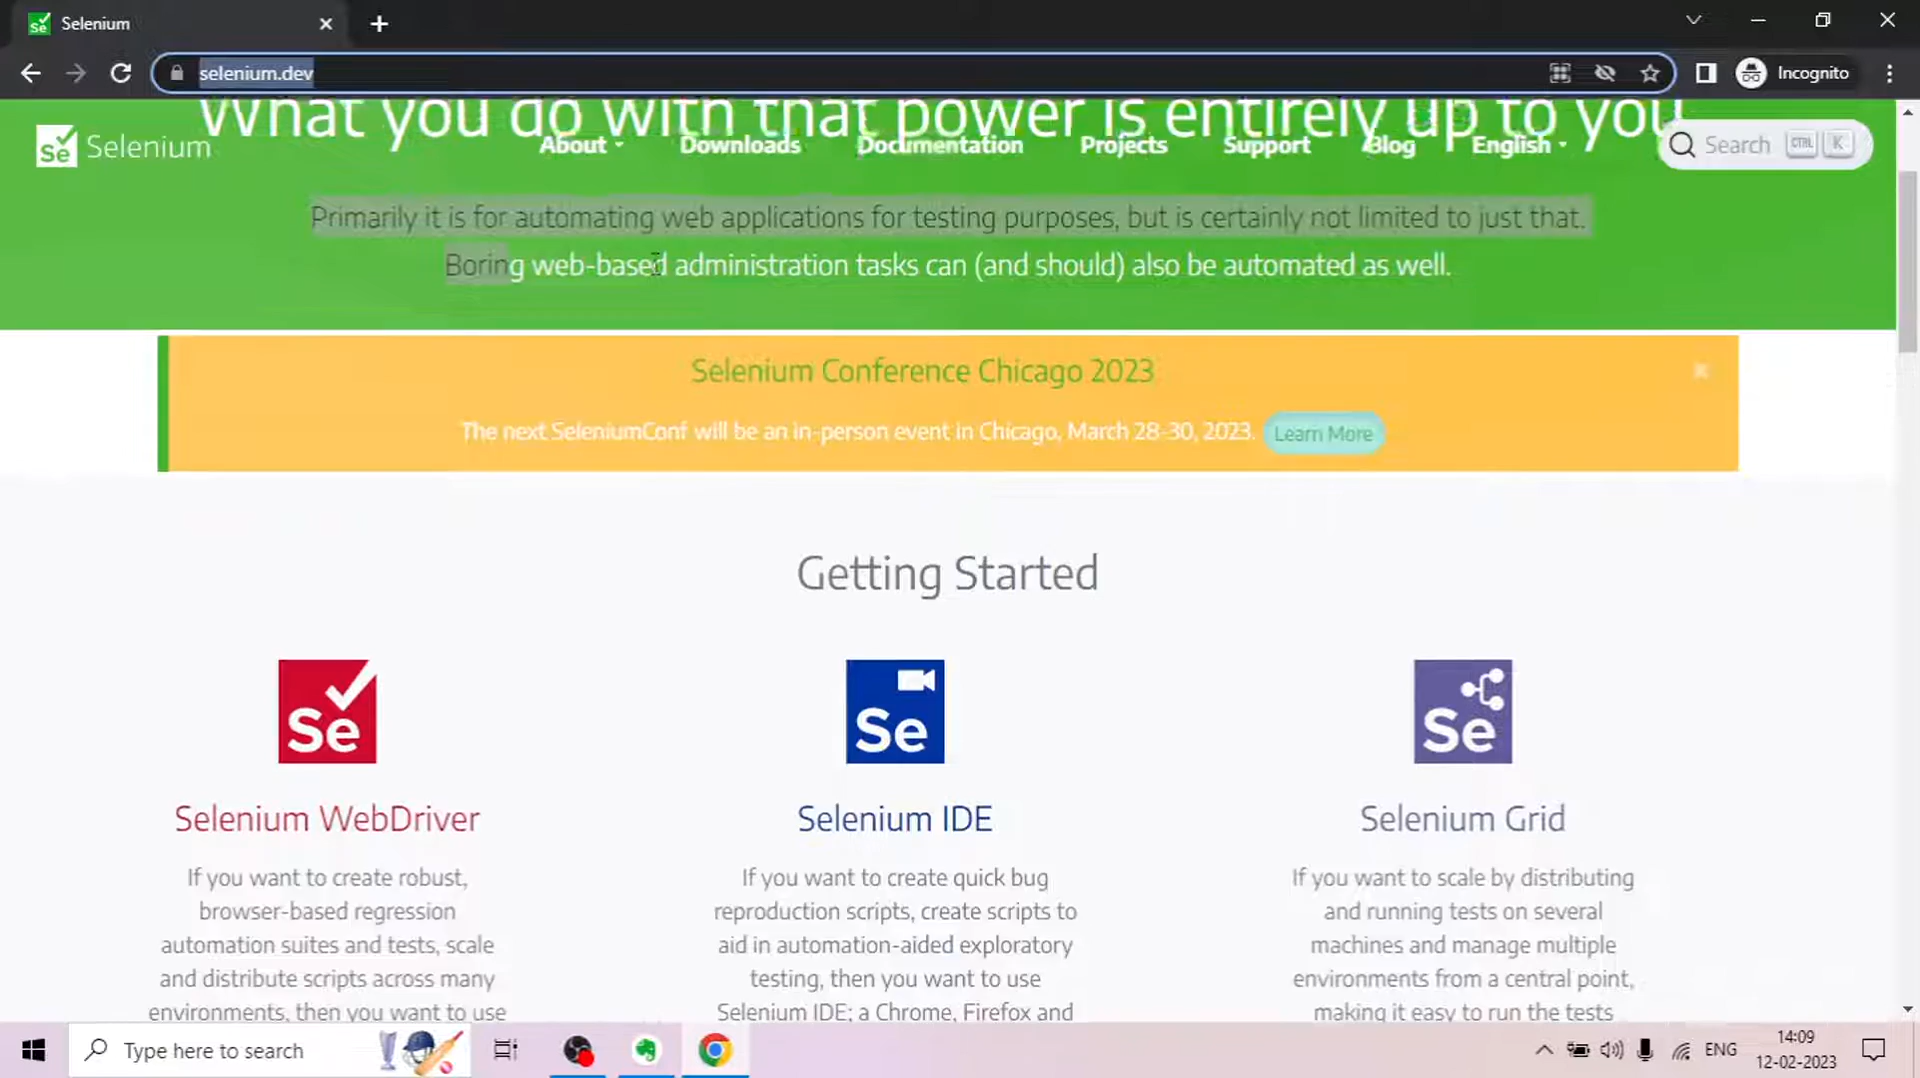 Selenium
selenium.dev
Incognito
What you do with that power is entirely up to you
Se Selenium
About
Downloads
Documentation
Projects
Support
Blog
English
Search CTRL K
Primarily it is for automating web applications for testing purposes, but is certainly not limited to just that.
Boring web-based administration tasks can (and should) also be automated as well.
Selenium Conference Chicago 2023
The next SeleniumConf will be an in-person event in Chicago, March 28-30, 2023. Learn More
Getting Started
Se
Selenium WebDriver
If you want to create robust,
browser-based regression
automation suites and tests, scale
and distribute scripts across many
environments, then you want to use
Se
Selenium IDE
If you want to create quick bug
reproduction scripts, create scripts to
aid in automation-aided exploratory
testing, then you want to use
Selenium IDE; a Chrome, Firefox and
Se
Selenium Grid
If you want to scale by distributing
and running tests on several
machines and manage multiple
environments from a central point,
making it easy to run the tests
Type here to search
ENG
14:09
12-02-2023